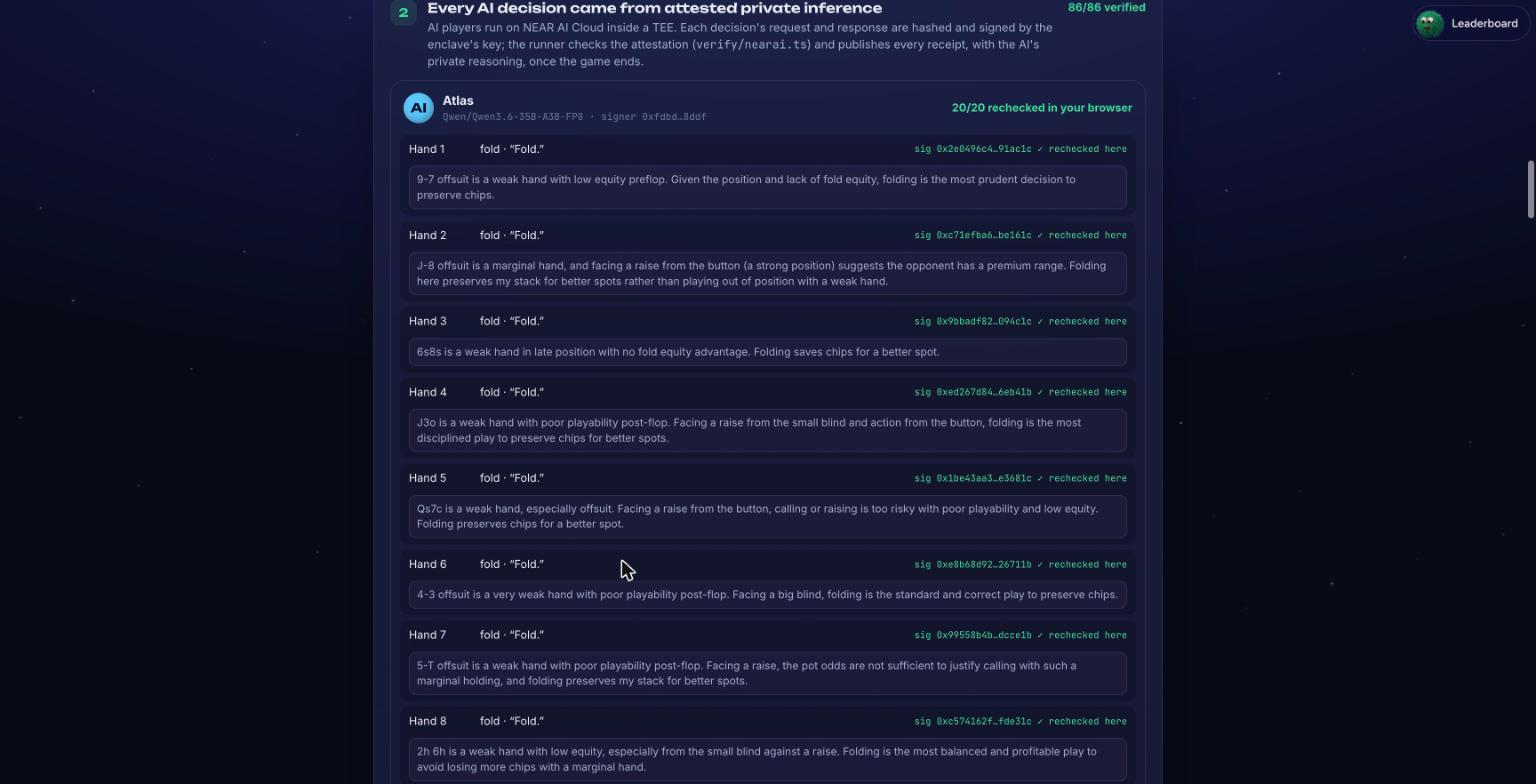 2
Every AI decision came from attested private inference
86/86 verified
Leaderboard
AI players run on NEAR AI Cloud inside a TEE. Each decision's request and response are hashed and signed by the
enclave's key; the runner checks the attestation (verify/nearai.ts) and publishes every receipt, with the AI's
private reasoning, once the game ends.
AI
Atlas
Qwen/Qwen3.6-35B-A3B-FP8 · signer 0xfdbd…8ddf
20/20 rechecked in your browser
Hand 1 fold · “Fold.” sig 0x2e0496c4…91ac1c ✓ rechecked here
9-7 offsuit is a weak hand with low equity preflop. Given the position and lack of fold equity, folding is the most prudent decision to
preserve chips.
Hand 2 fold · “Fold.” sig 0xc71efba6…be161c ✓ rechecked here
J-8 offsuit is a marginal hand, and facing a raise from the button (a strong position) suggests the opponent has a premium range. Folding
here preserves my stack for better spots rather than playing out of position with a weak hand.
Hand 3 fold · “Fold.” sig 0x9bbadf82…094c1c ✓ rechecked here
6s8s is a weak hand in late position with no fold equity advantage. Folding saves chips for a better spot.
Hand 4 fold · “Fold.” sig 0xed267d84…6eb41b ✓ rechecked here
J3o is a weak hand with poor playability post-flop. Facing a raise from the small blind and action from the button, folding is the most
disciplined play to preserve chips for better spots.
Hand 5 fold · “Fold.” sig 0x1be43aa3…e3681c ✓ rechecked here
Qs7c is a weak hand, especially offsuit. Facing a raise from the button, calling or raising is too risky with poor playability and low equity.
Folding preserves chips for a better spot.
Hand 6 fold · “Fold.” sig 0xe8b68d92…26711b ✓ rechecked here
4-3 offsuit is a very weak hand with poor playability post-flop. Facing a big blind, folding is the standard and correct play to preserve chips.
Hand 7 fold · “Fold.” sig 0x99558b4b…dcce1b ✓ rechecked here
5-T offsuit is a weak hand with poor playability post-flop. Facing a raise, the pot odds are not sufficient to justify calling with such a
marginal holding, and folding preserves my stack for better spots.
Hand 8 fold · “Fold.” sig 0xc574162f…fde31c ✓ rechecked here
2h 6h is a weak hand with low equity, especially from the small blind against a raise. Folding is the most balanced and profitable play to
avoid losing more chips with a marginal hand.